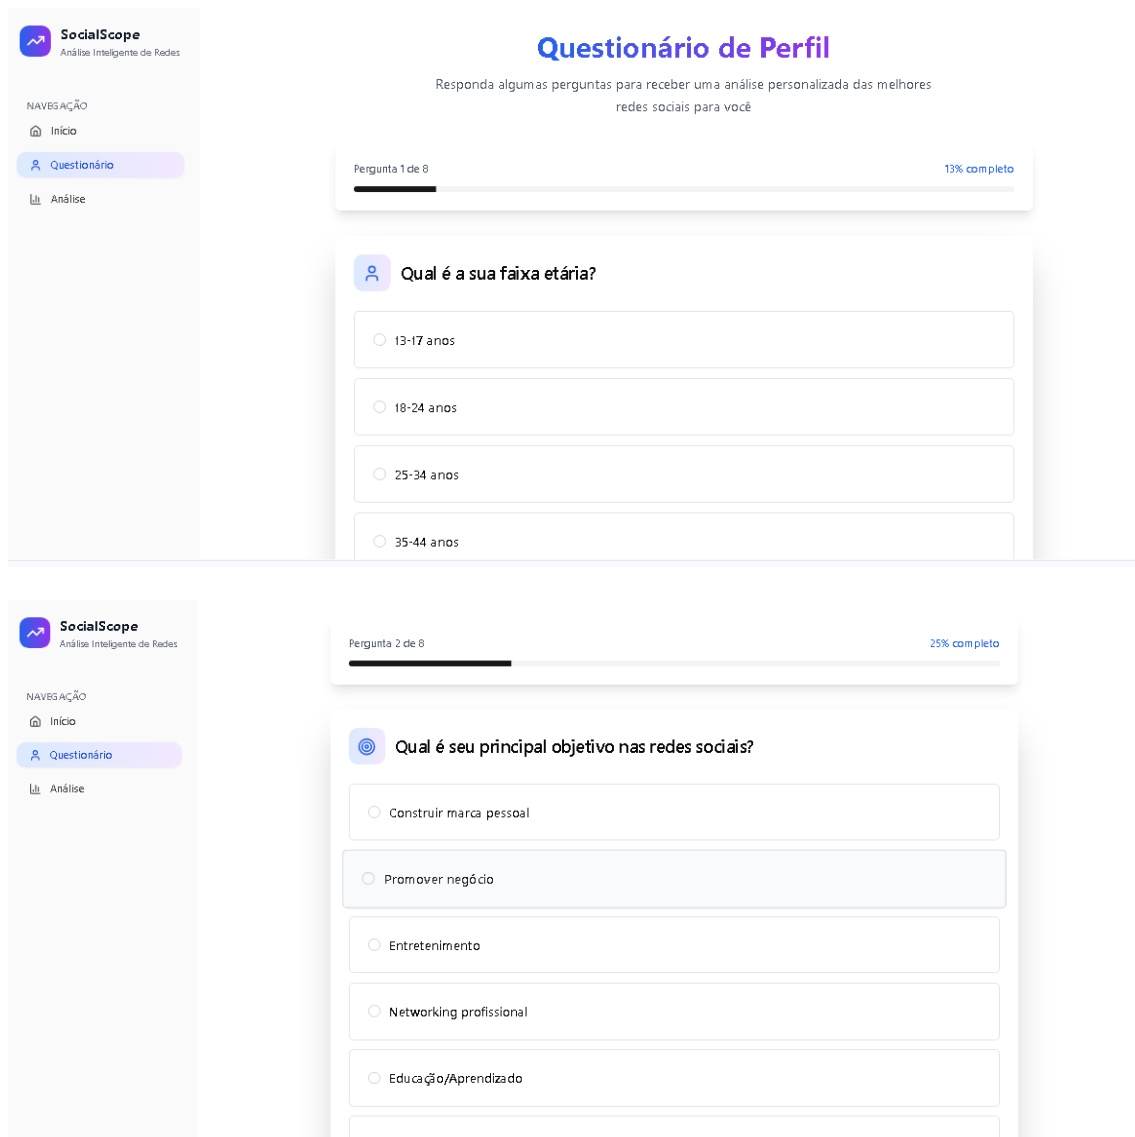 SocialScope
Análise Inteligente de Redes
NAVEGAÇÃO
Início
Questionário
Análise
Questionário de Perfil
Responda algumas perguntas para receber uma análise personalizada das melhores
redes sociais para você
Pergunta 1 de 8
13% completo
Qual é a sua faixa etária?
13-17 anos
18-24 anos
25-34 anos
35-44 anos
SocialScope
Análise Inteligente de Redes
NAVEGAÇÃO
Início
Questionário
Análise
Pergunta 2 de 8
25% completo
Qual é seu principal objetivo nas redes sociais?
Construir marca pessoal
Promover negócio
Entretenimento
Networking profissional
Educação/Aprendizado